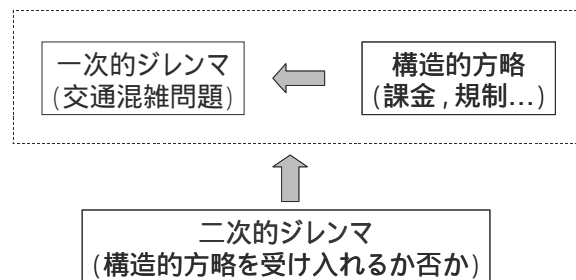 一次的ジレンマ
(交通混雑問題)
構造的方略
(課金,規制…)
二次的ジレンマ
(構造的方略を受け入れるか否か)